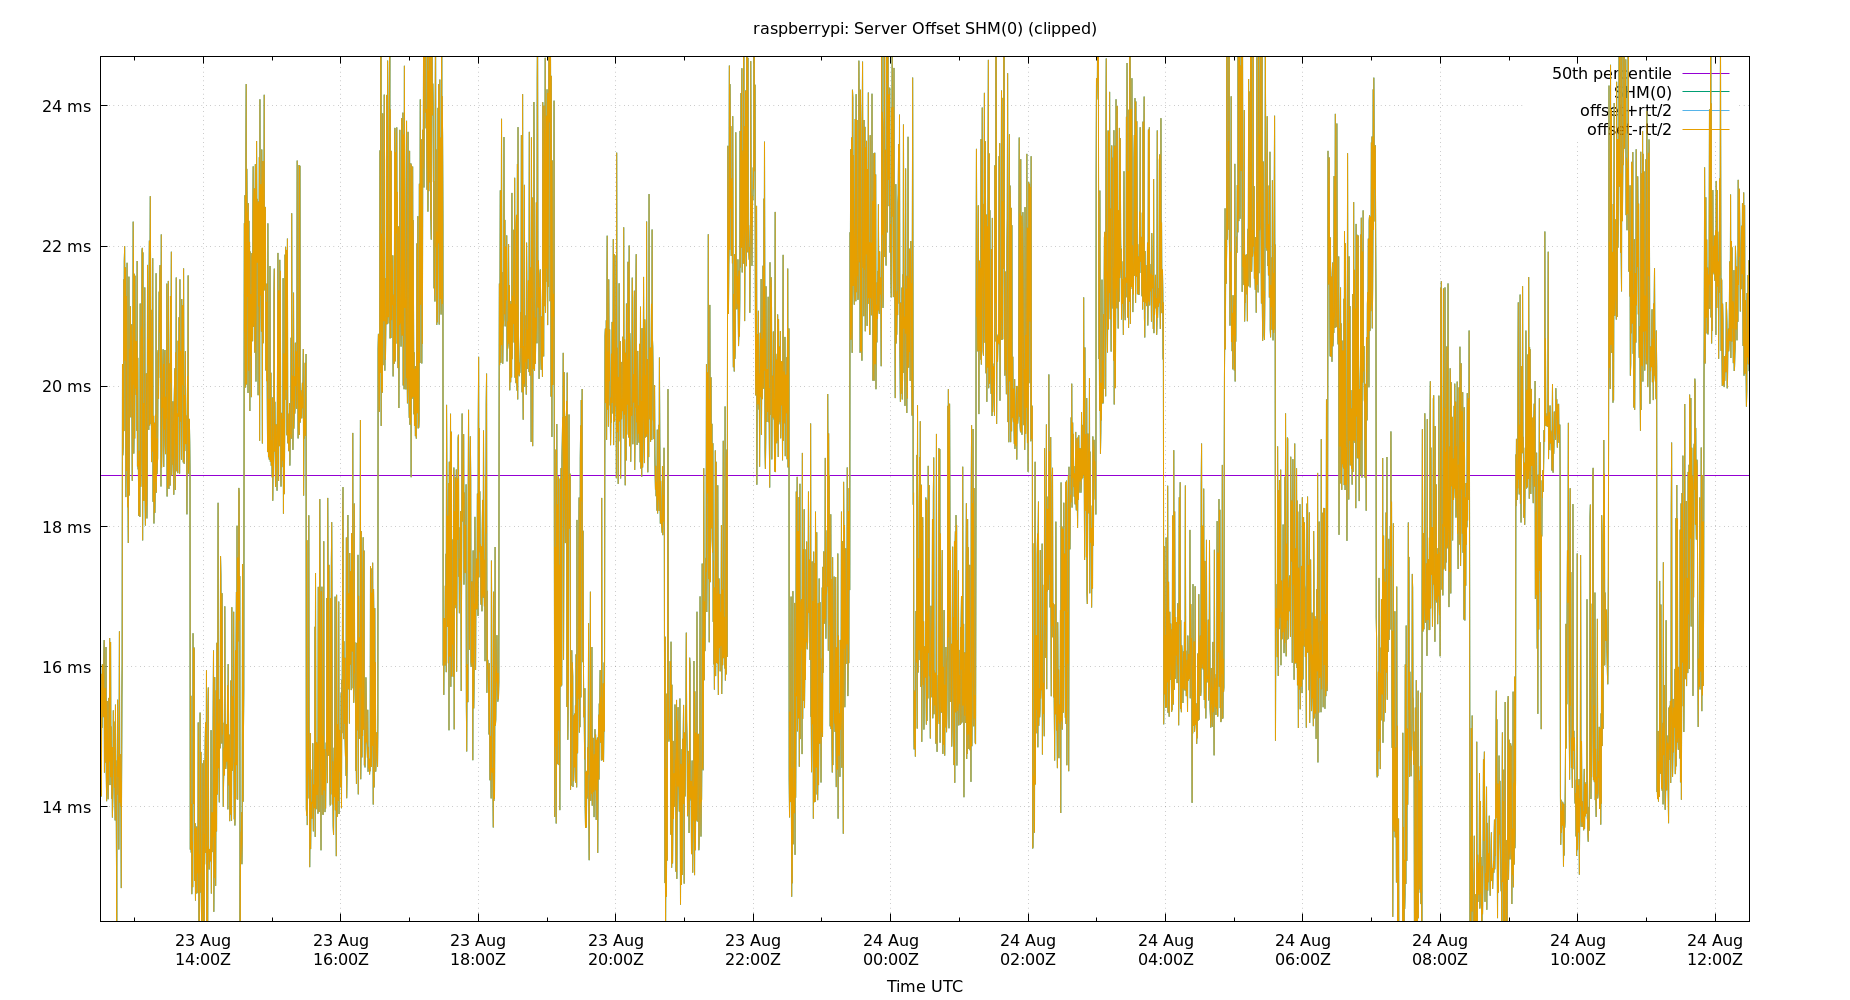 raspberrypi: Server Offset SHM(0) (clipped)
50th percentile
SHM(0)
offset+rtt/2
offset-rtt/2
24 ms
22 ms
20 ms
18 ms
16 ms
14 ms
23 Aug 23 Aug 23 Aug 23 Aug 23 Aug 24 Aug 24 Aug 24 Aug 24 Aug 24 Aug 24 Aug 24 Aug
14:00Z 16:00Z 18:00Z 20:00Z 22:00Z 00:00Z 02:00Z 04:00Z 06:00Z 08:00Z 10:00Z 12:00Z
Time UTC